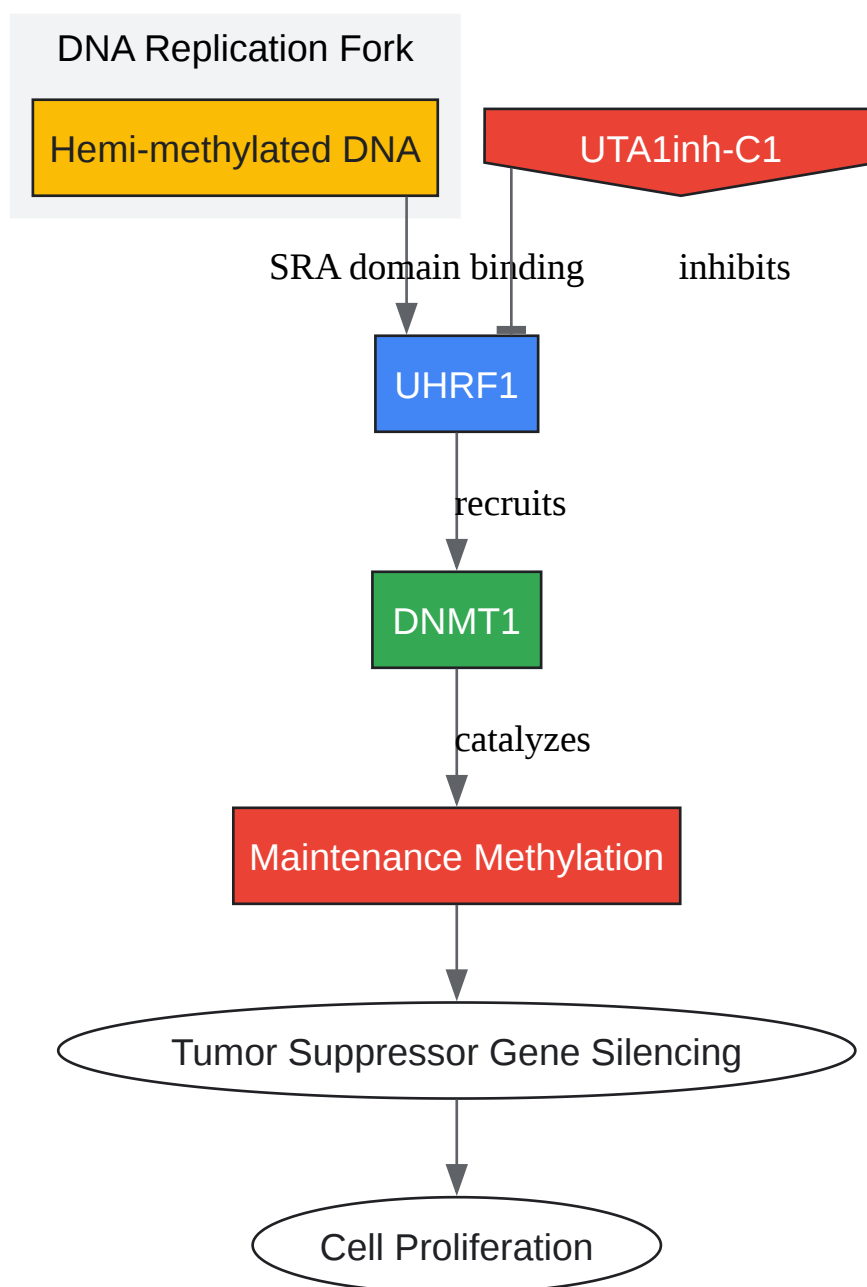 DNA Replication Fork
Hemi-methylated DNA
UTA1inh-C1
SRA domain binding
inhibits
UHRF1
recruits
DNMT1
catalyzes
Maintenance Methylation
Tumor Suppressor Gene Silencing
Cell Proliferation